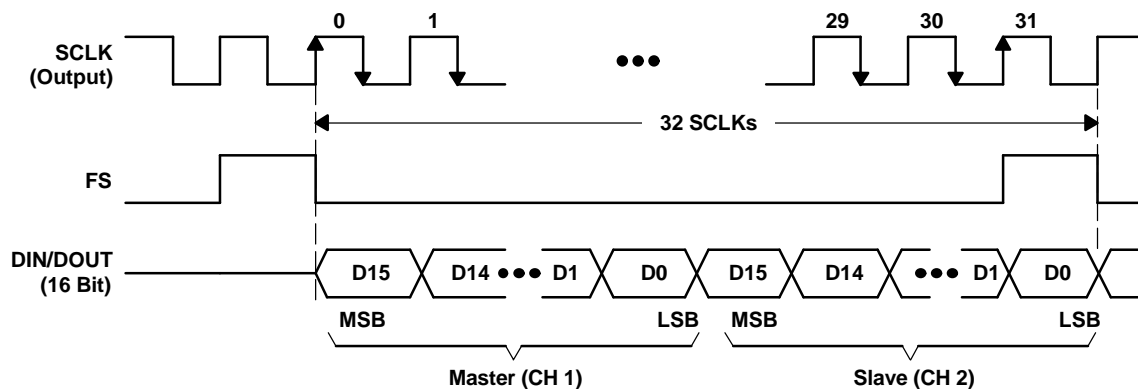 0 1 29 30 31
SCLK
(Output)
32 SCLKs
FS
DIN/DOUT
(16 Bit)
D15 D14 D1 D0 D15 D14 D1 D0
MSB LSB MSB LSB
Master (CH 1) Slave (CH 2)